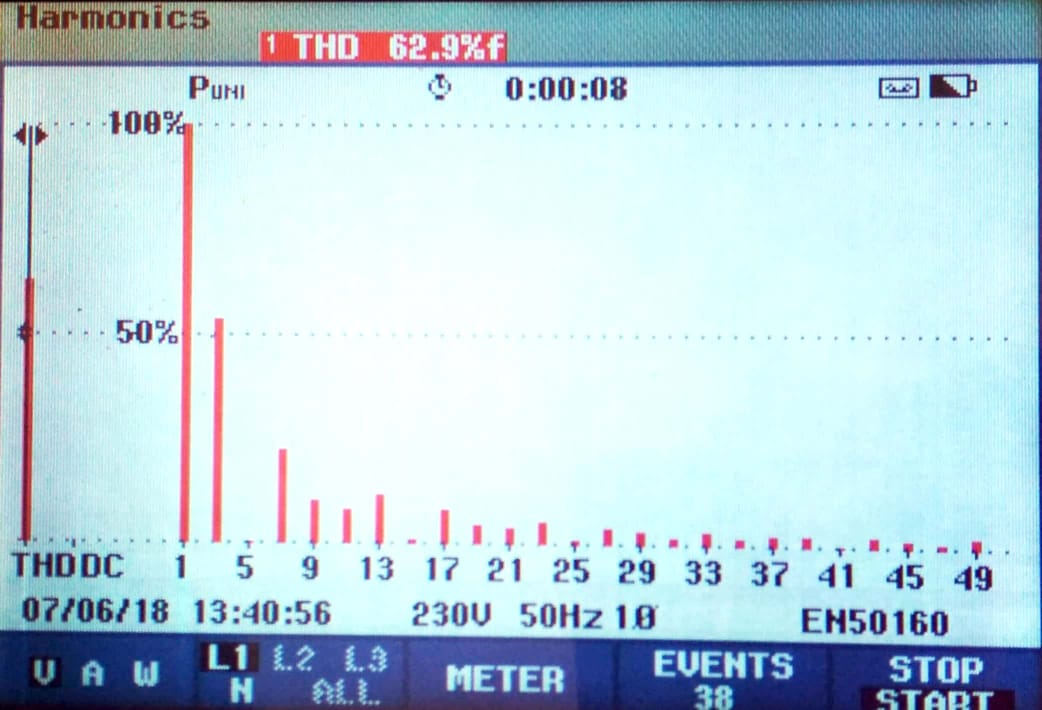 Harmonics
1 THD 62.9%f
PUNI 0:00:08
100%
50%
THD DC 1 5 9 13 17 21 25 29 33 37 41 45 49
07/06/18 13:40:56 230V 50Hz 1Ø EN50160
V A W L1 L2 L3 METER EVENTS STOP
N ALL 38 START